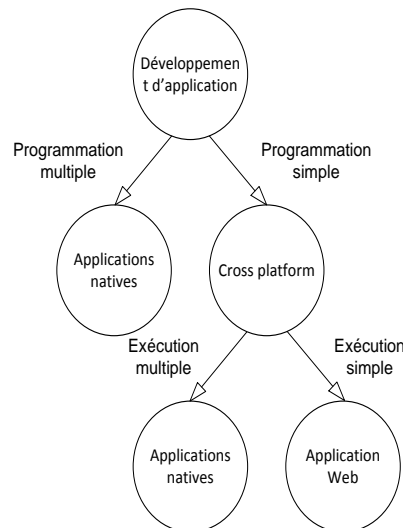 Développemen
t d’application
Programmation
multiple
Programmation
simple
Applications
natives
Cross platform
Exécution
multiple
Exécution
simple
Applications
natives
Application
Web